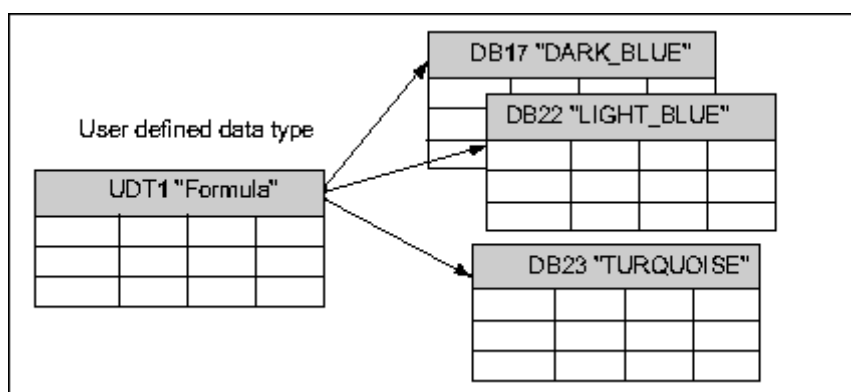 DB17 "DARK_BLUE"
DB22 "LIGHT_BLUE"
User defined data type
UDT1 "Formula"
DB23 "TURQUOISE"